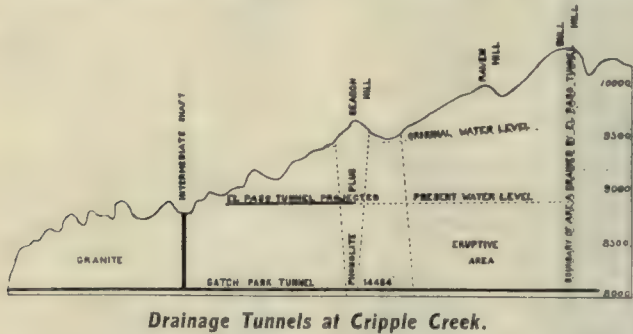 BULL HILL
RAVEN HILL
BEACON HILL
INTERMEDIATE SHAFT
10000
ORIGINAL WATER LEVEL
9500
PHONOLITE PLUG
9000
EL PASO TUNNEL PROJECTED
PRESENT WATER LEVEL
BOUNDARY OF AREA DRAINED BY EL PASO TUNNEL
GRANITE
ERUPTIVE
AREA
8500
GATCH PARK TUNNEL 14464
8000
Drainage Tunnels at Cripple Creek.